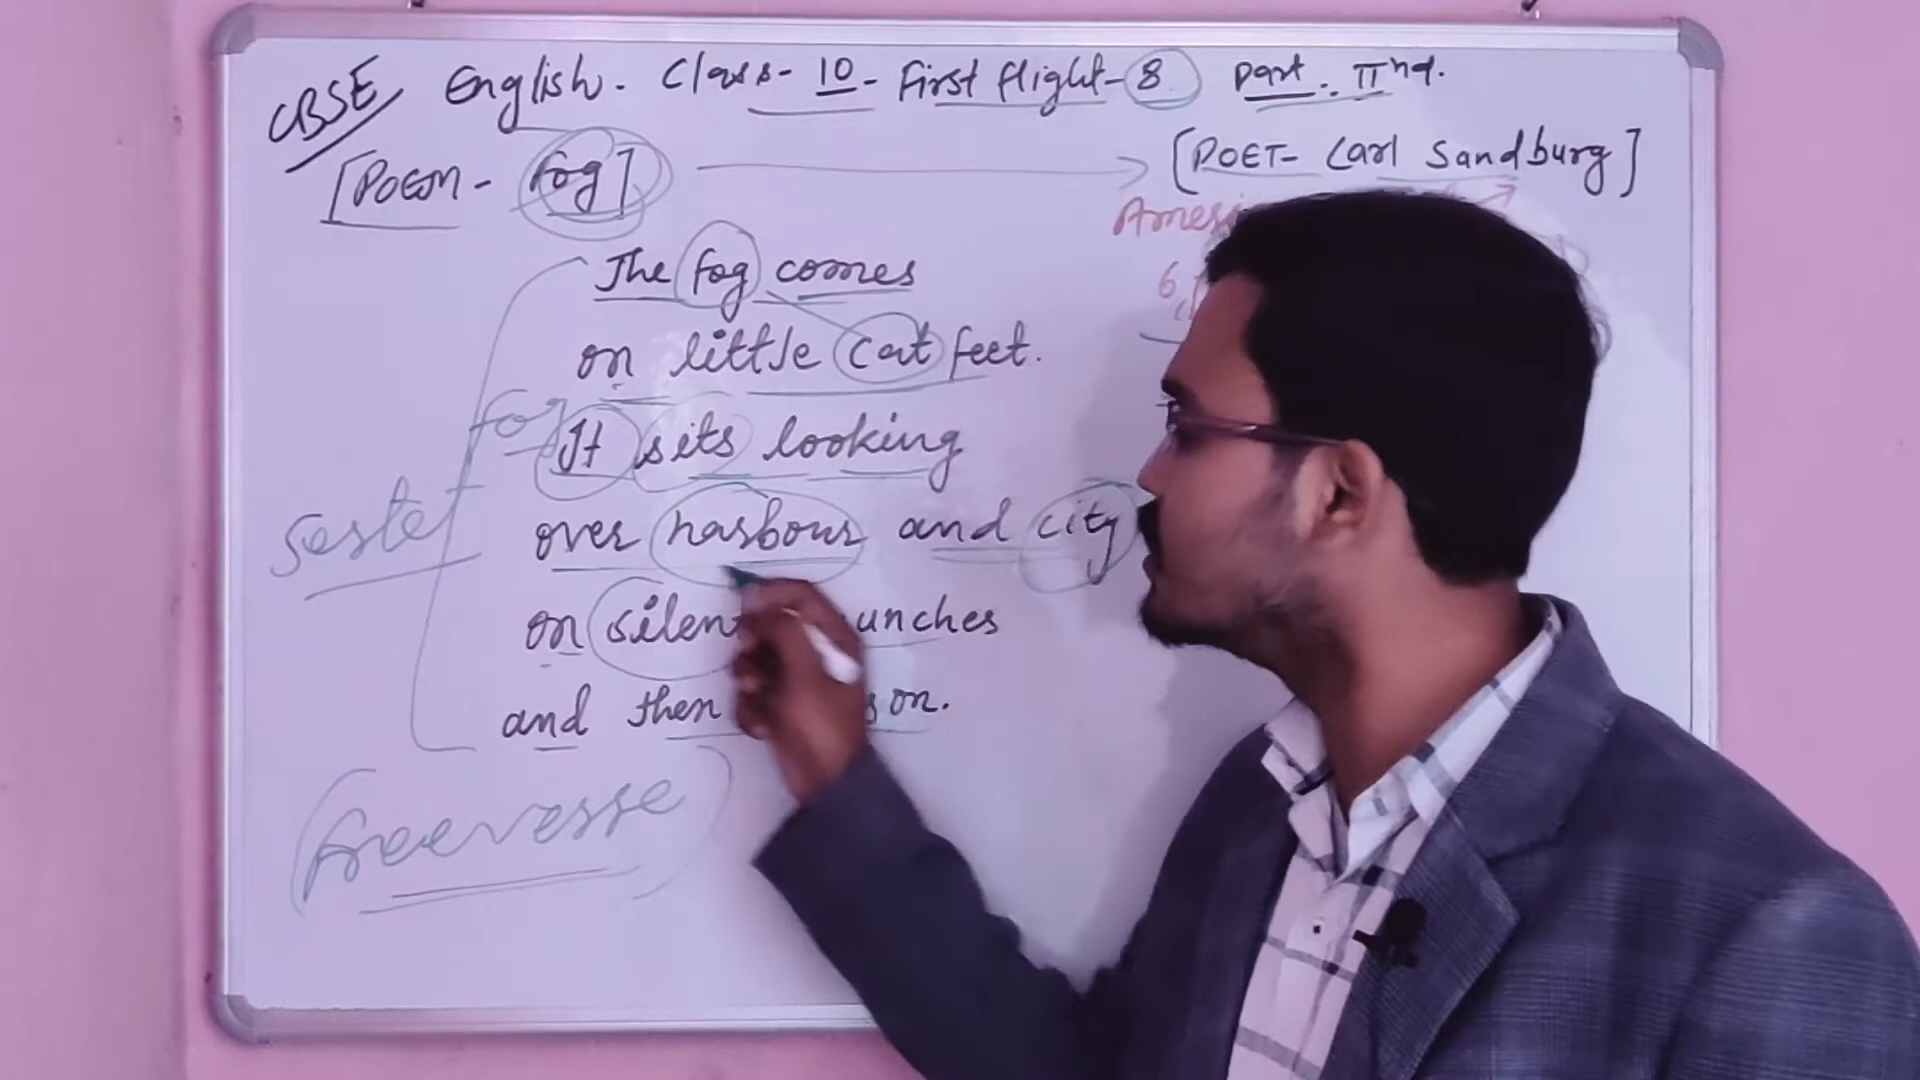 CBSE English. Class-10-First flight-8 Part. IInd.
[POEM-Fog]
[POET- Carl Sandburg]
The fog comes
on little cat feet.
fog It sits looking
over harbour and city
on silent unches
and then on.
freeverse